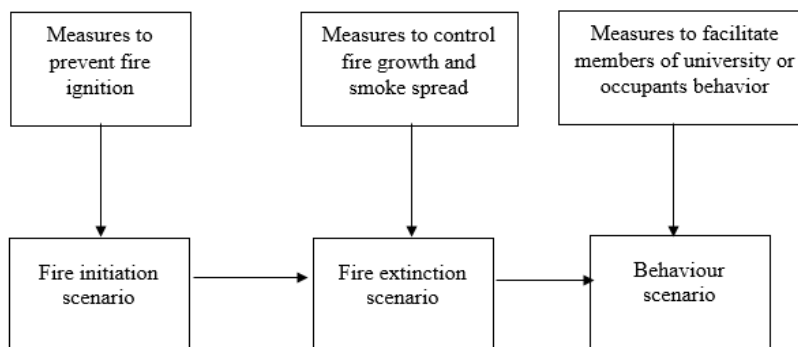 Measures to
prevent fire
ignition
Measures to control
fire growth and
smoke spread
Measures to facilitate
members of university or
occupants behavior
Fire initiation
scenario
Fire extinction
scenario
Behaviour
scenario